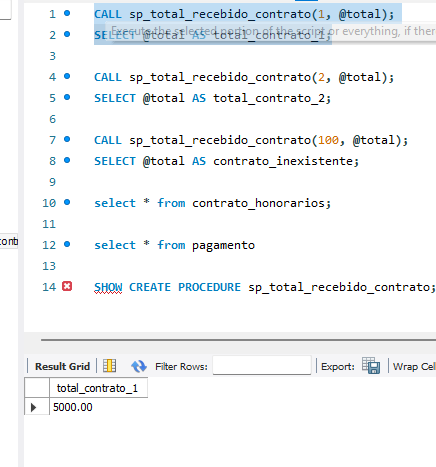 1 CALL sp_total_recebido_contrato(1, @total);
Execute the selected portion of the script or everything, if ther
2 SELECT @total AS total_contrato_1;
3
4 CALL sp_total_recebido_contrato(2, @total);
5 SELECT @total AS total_contrato_2;
6
7 CALL sp_total_recebido_contrato(100, @total);
8 SELECT @total AS contrato_inexistente;
9
10 select * from contrato_honorarios;
11
12 select * from pagamento
13
14 SHOW CREATE PROCEDURE sp_total_recebido_contrato;
cont
Result Grid Filter Rows: Export: Wrap Cel
total_contrato_1
5000.00